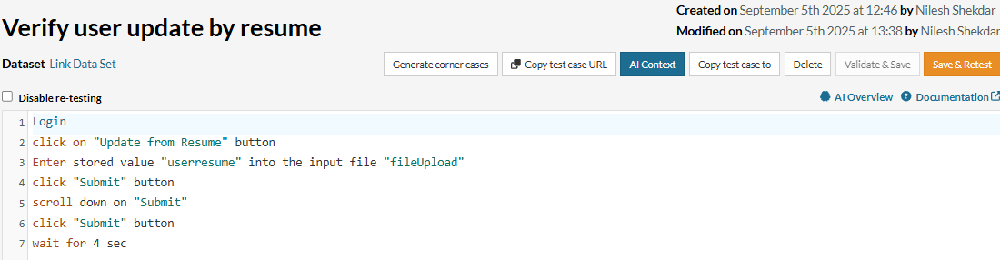 Created on September 5th 2025 at 12:46 by Nilesh Shekdar
Verify user update by resume
Modified on September 5th 2025 at 13:38 by Nilesh Shekdar
Dataset Link Data Set
Generate corner cases Copy test case URL AI Context Copy test case to Delete Validate & Save Save & Retest
Disable re-testing AI Overview Documentation
1 Login
2 click on "Update from Resume" button
3 Enter stored value "userresume" into the input file "fileUpload"
4 click "Submit" button
5 scroll down on "Submit"
6 click "Submit" button
7 wait for 4 sec